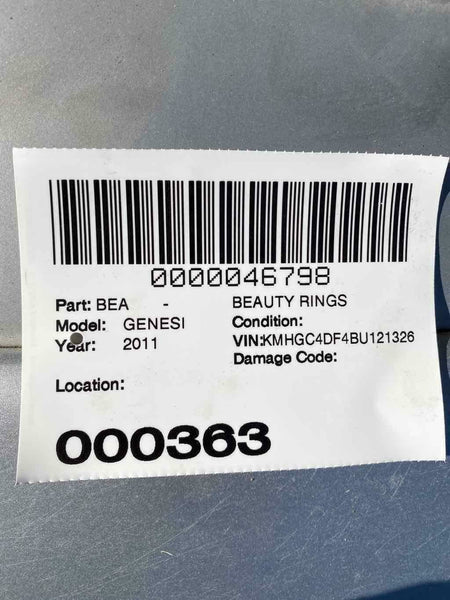 0000046798
Part: BEA - BEAUTY RINGS
Model: GENESI Condition:
Year: 2011 VIN:KMHGC4DF4BU121326
Damage Code:
Location:
000363